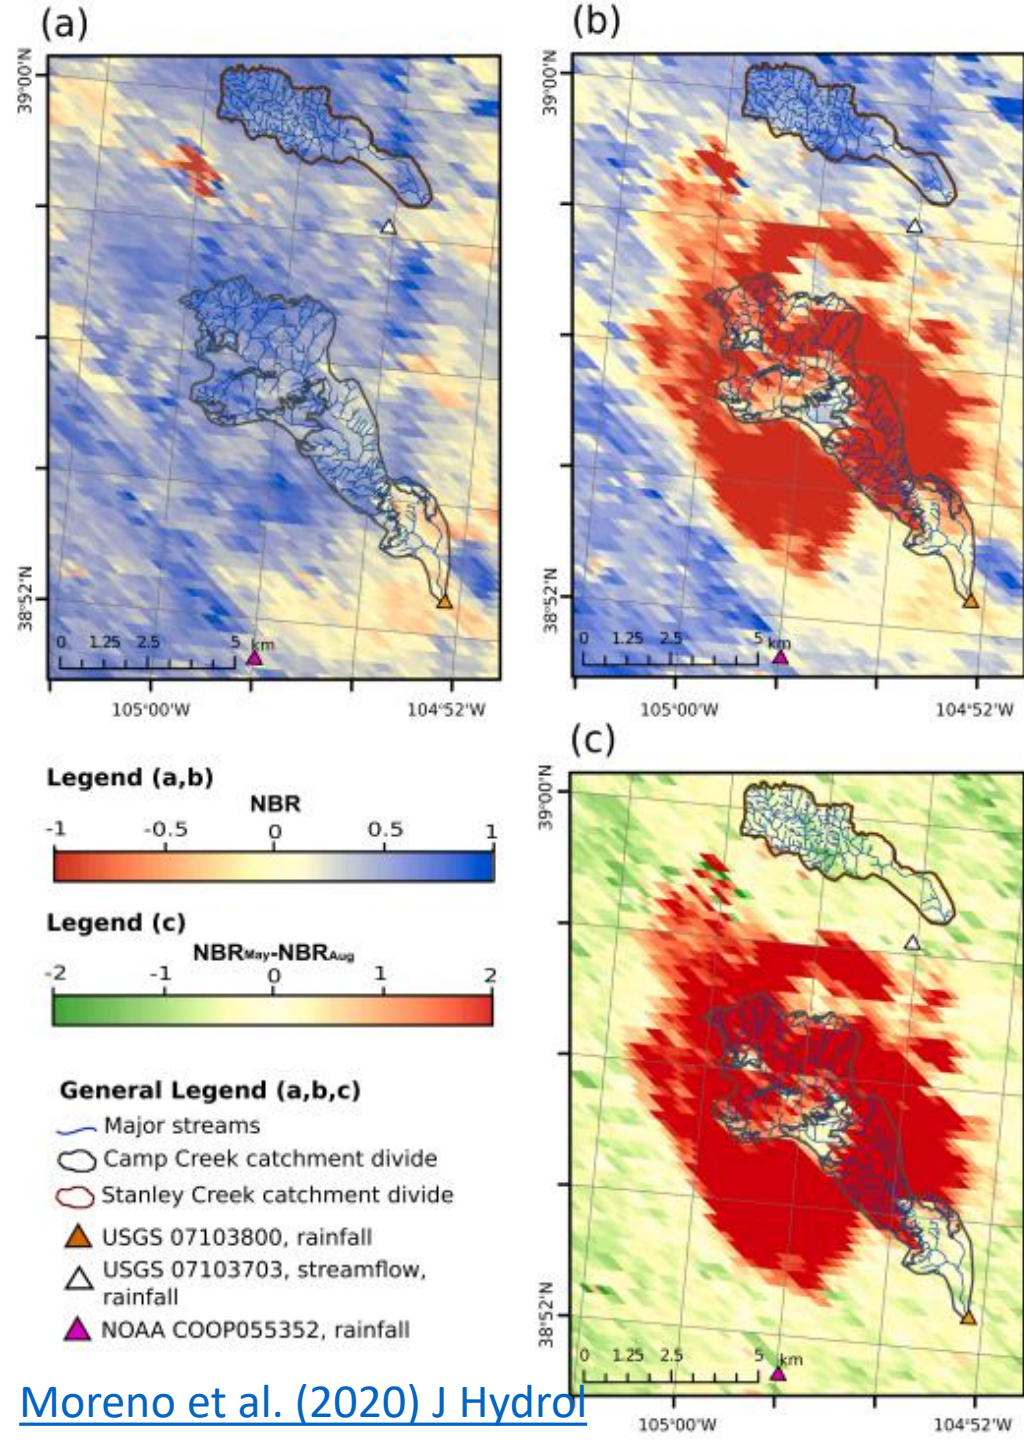 (a)
39°00'N
38°52'N
0 1.25 2.5 5 km
105°00'W 104°52'W
(b)
39°00'N
38°52'N
0 1.25 2.5 5 km
105°00'W 104°52'W
Legend (a,b)
NBR
-1 -0.5 0 0.5 1
Legend (c)
NBRMay-NBRAug
-2 -1 0 1 2
General Legend (a,b,c)
Major streams
Camp Creek catchment divide
Stanley Creek catchment divide
USGS 07103800, rainfall
USGS 07103703, streamflow,
rainfall
NOAA COOP055352, rainfall
(c)
39°00'N
38°52'N
0 1.25 2.5 5 km
105°00'W 104°52'W
Moreno et al. (2020) J Hydrol